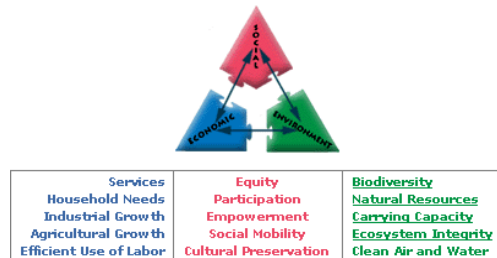 SOCIAL
ECONOMIC
ENVIRONMENT
Services
Household Needs
Industrial Growth
Agricultural Growth
Efficient Use of Labor
Equity
Participation
Empowerment
Social Mobility
Cultural Preservation
Biodiversity
Natural Resources
Carrying Capacity
Ecosystem Integrity
Clean Air and Water